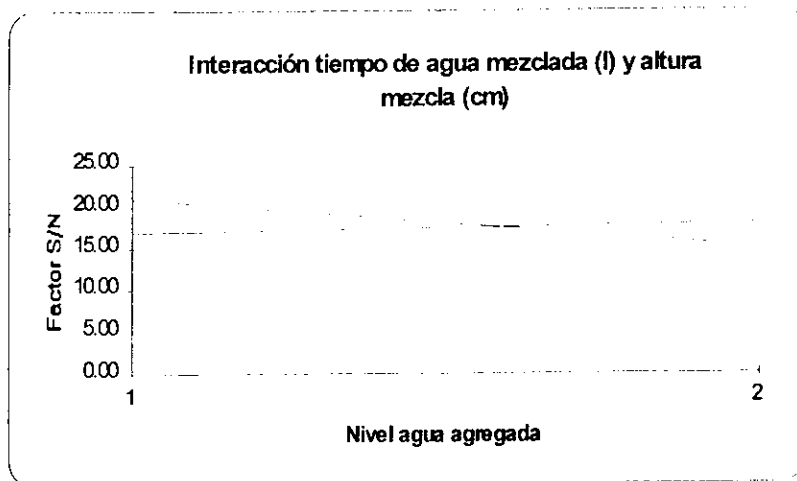 Interacción tiempo de agua mezclada (l) y altura
mezcla (cm)
25.00
20.00
15.00
10.00
5.00
0.00
Factor S/N
1
2
Nivel agua agregada